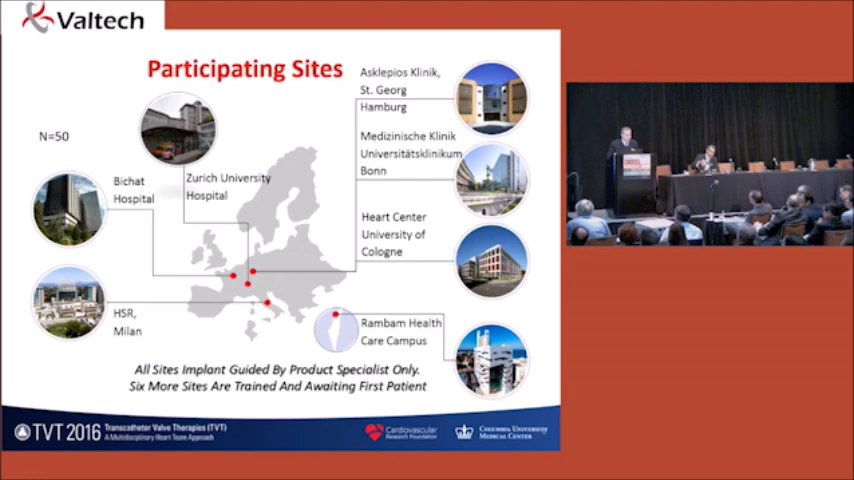 Valtech
Participating Sites
N=50
Asklepios Klinik,
St. Georg
Hamburg
Medizinische Klinik
Universitätsklinikum
Bonn
Bichat
Hospital
Zurich University
Hospital
Heart Center
University of
Cologne
HSR,
Milan
Rambam Health
Care Campus
All Sites Implant Guided By Product Specialist Only.
Six More Sites Are Trained And Awaiting First Patient
TVT 2016
Transcatheter Valve Therapies (TVT)
A Multidisciplinary Heart Team Approach
Cardiovascular
Research Foundation
Columbia University
Medical Center